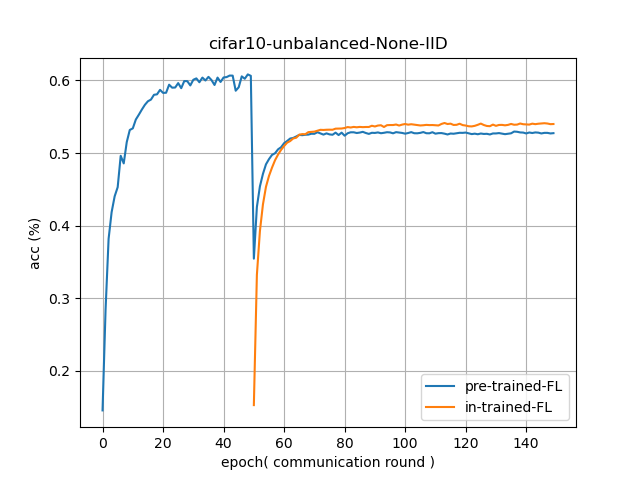 cifar10-unbalanced-None-IID
acc (%)
0.6
0.5
0.4
0.3
0.2
0 20 40 60 80 100 120 140
epoch( communication round )
pre-trained-FL
in-trained-FL